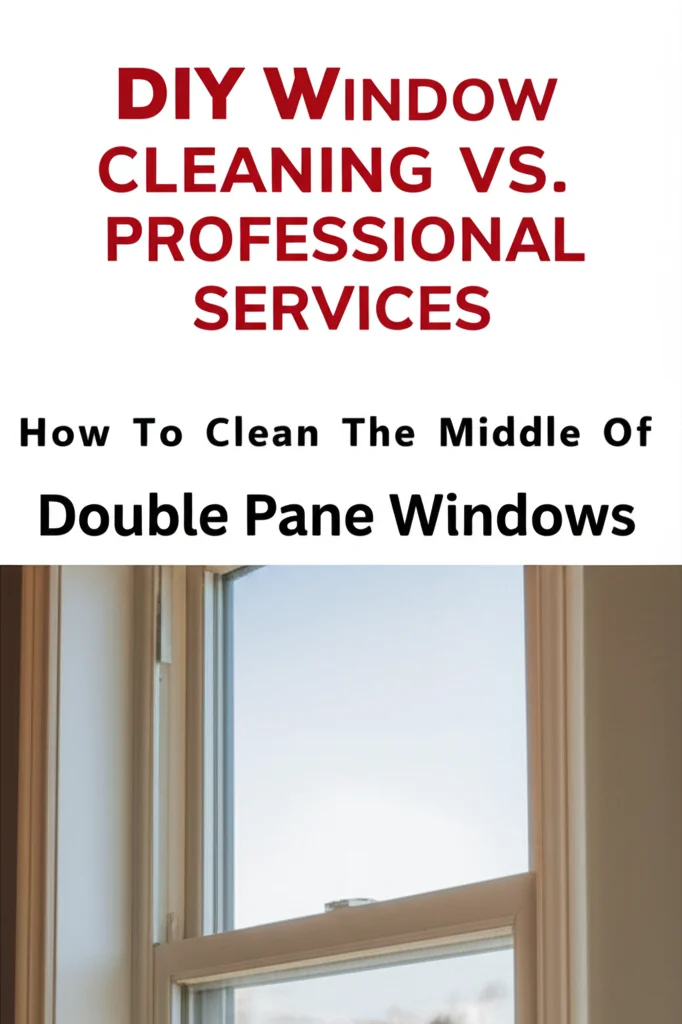 DIY WINDOW
CLEANING VS.
PROFESSIONAL
SERVICES
How To Clean The Middle Of
Double Pane Windows